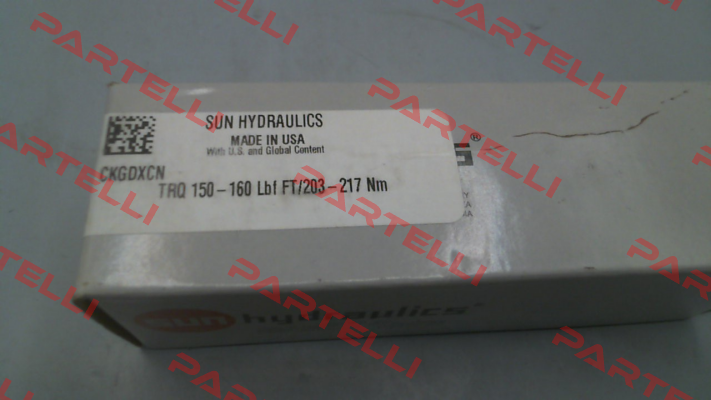 SUN HYDRAULICS
MADE IN USA
With U.S. and Global Content
CKGDXCN
TRQ 150-160 Lbf FT/203-217 Nm
S®
sun hydraulics
PARTELLI
PARTELLI
PARTELLI
PARTELLI
PARTELLI
PARTELLI
PARTELLI
PARTELLI